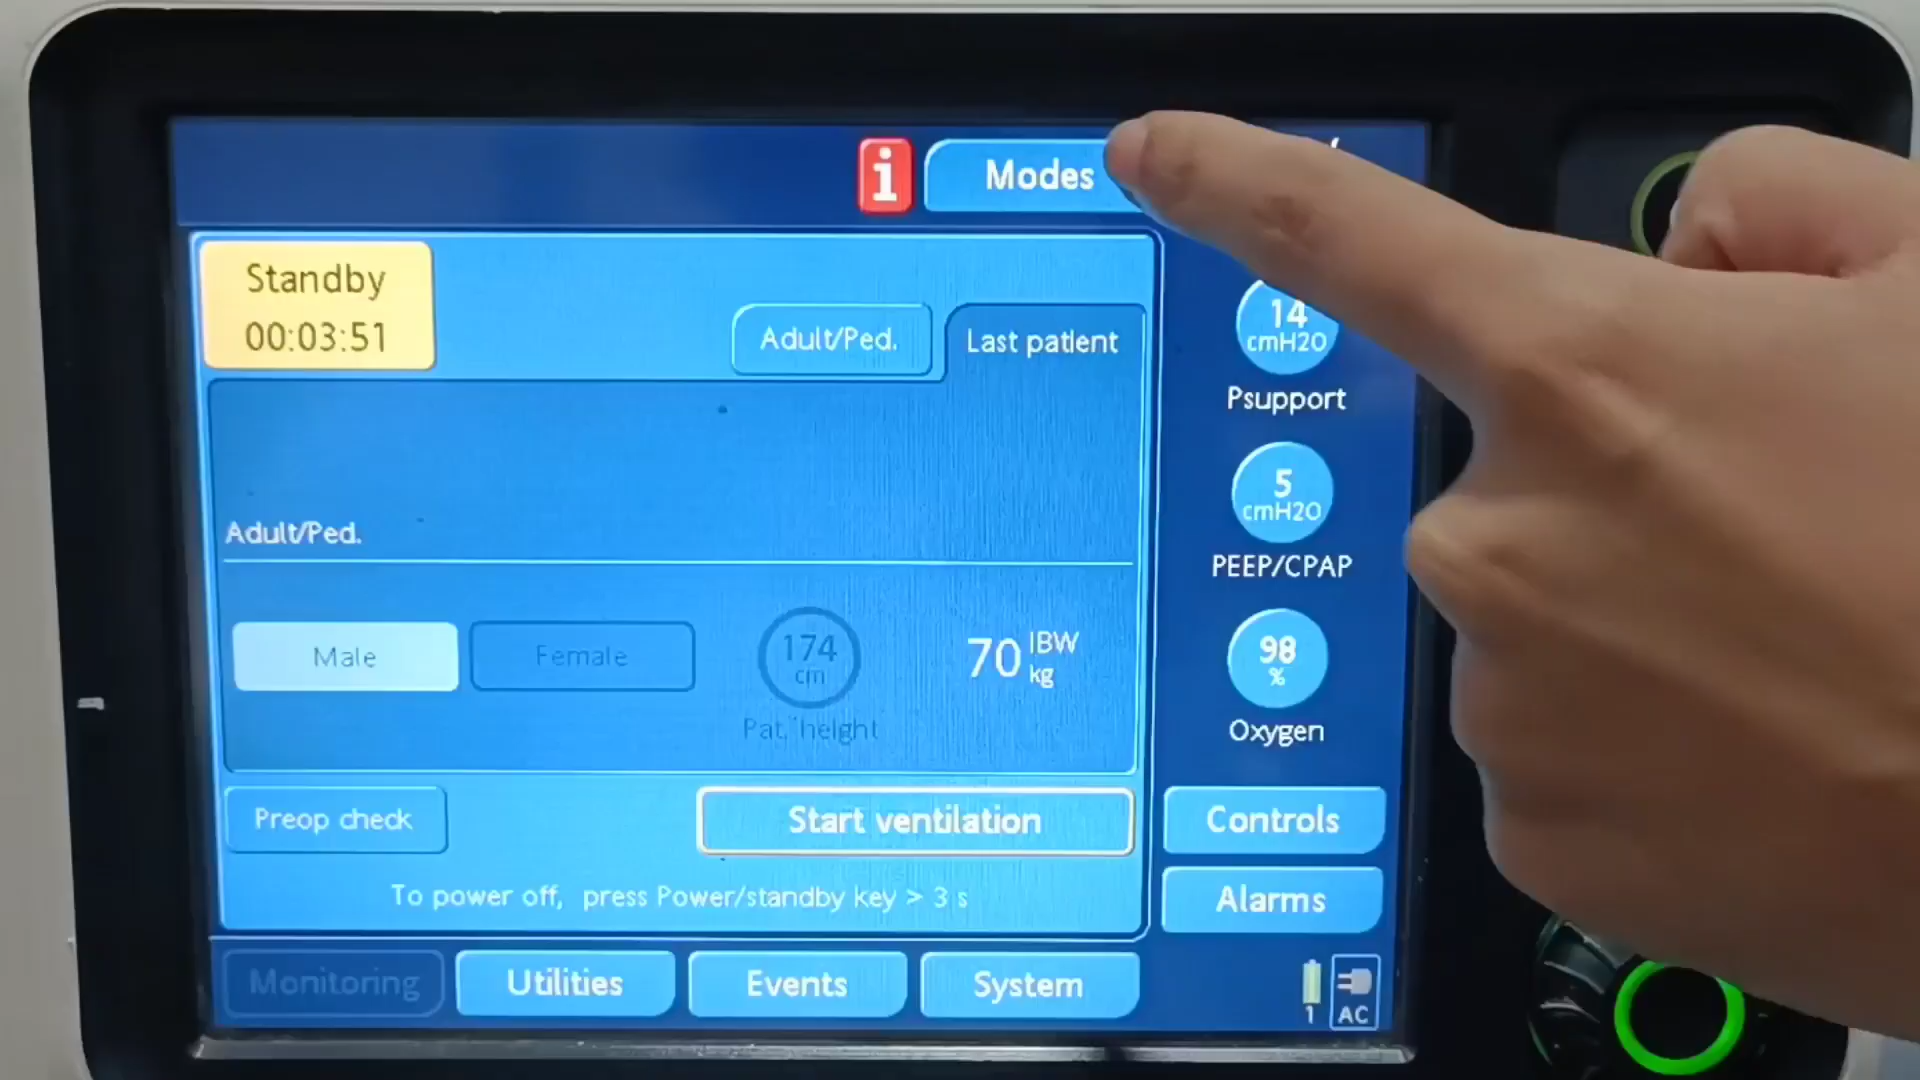 i
Modes
Standby
00:03:51
Adult/Ped.
Last patient
14
cmH2O
Psupport
5
cmH2O
PEEP/CPAP
Adult/Ped.
Male
Female
174
cm
Pat. height
70
IBW
kg
98
%
Oxygen
Preop check
Start ventilation
Controls
To power off, press Power/standby key > 3 s
Alarms
Monitoring
Utilities
Events
System
1
AC